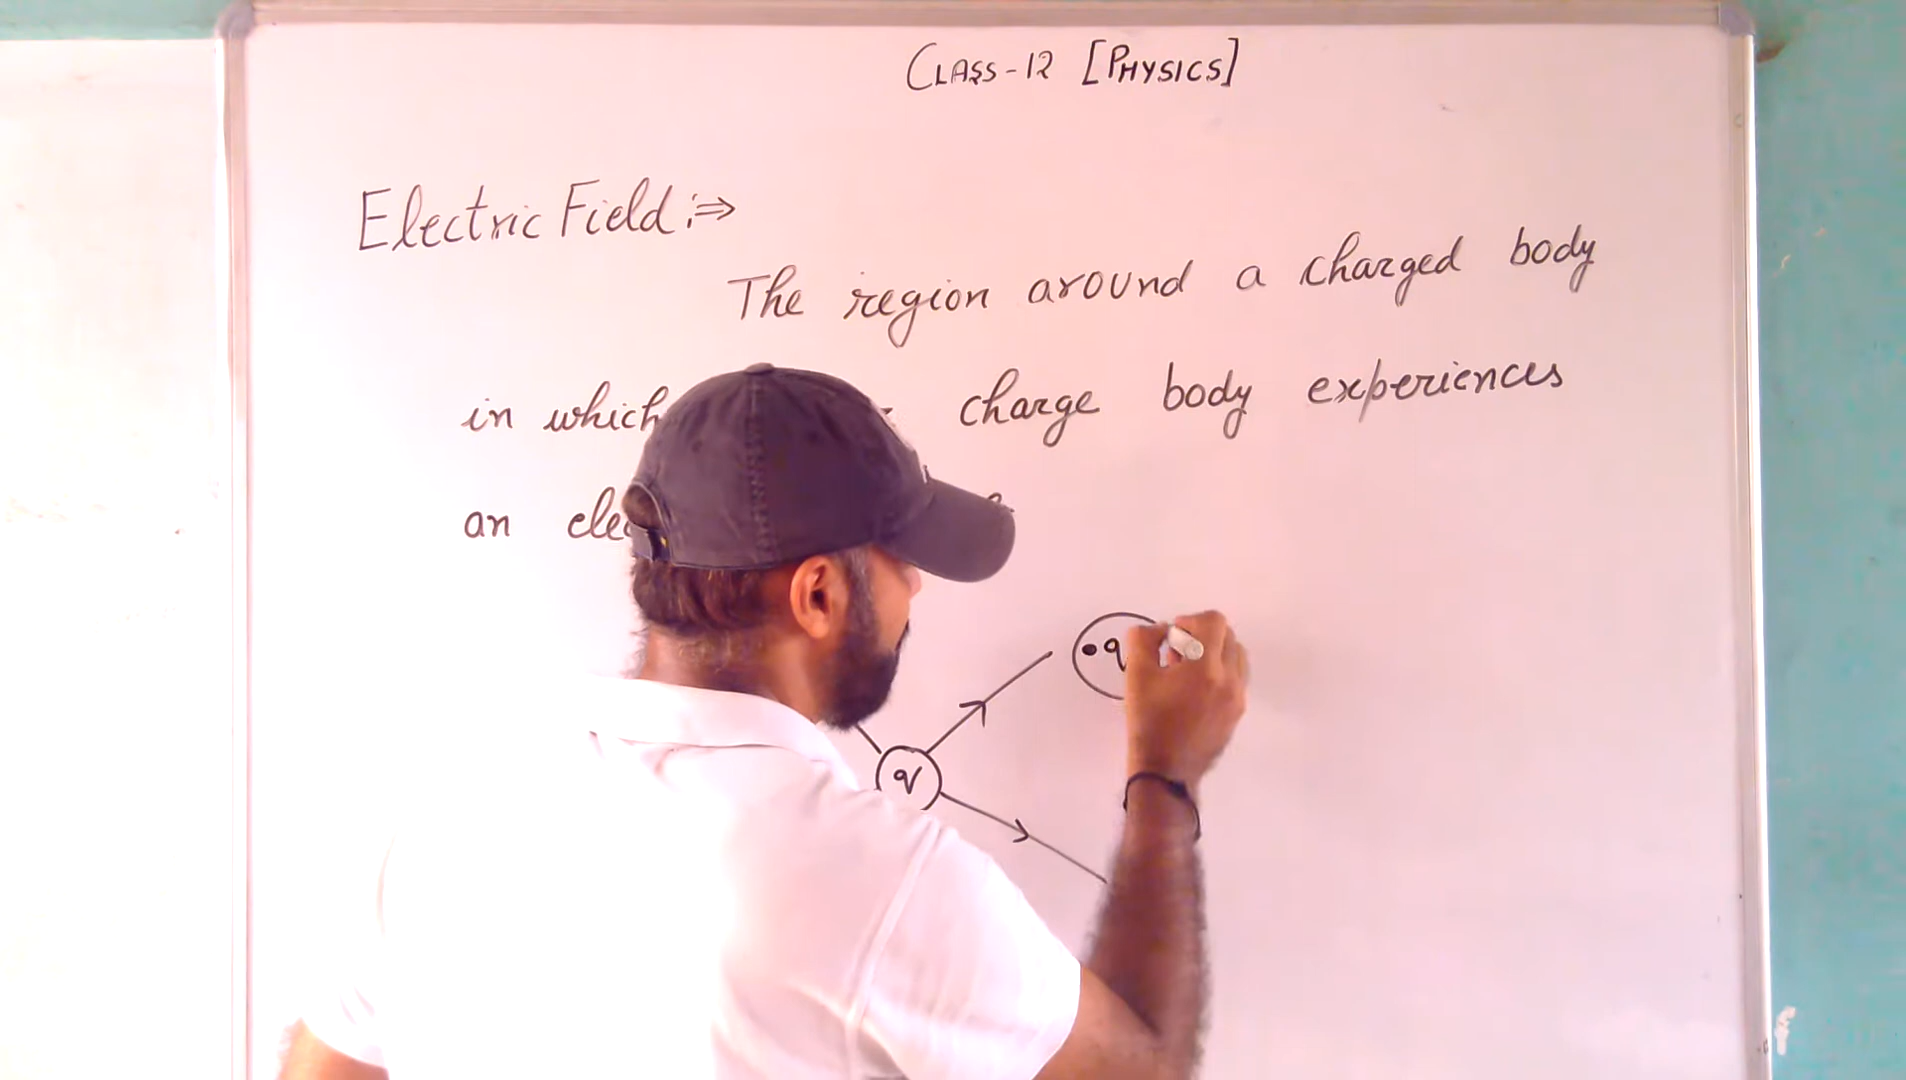 CLASS-12 [PHYSICS]
Electric Field :⇒
The region around a charged body
in which charge body experiences
an
q
q